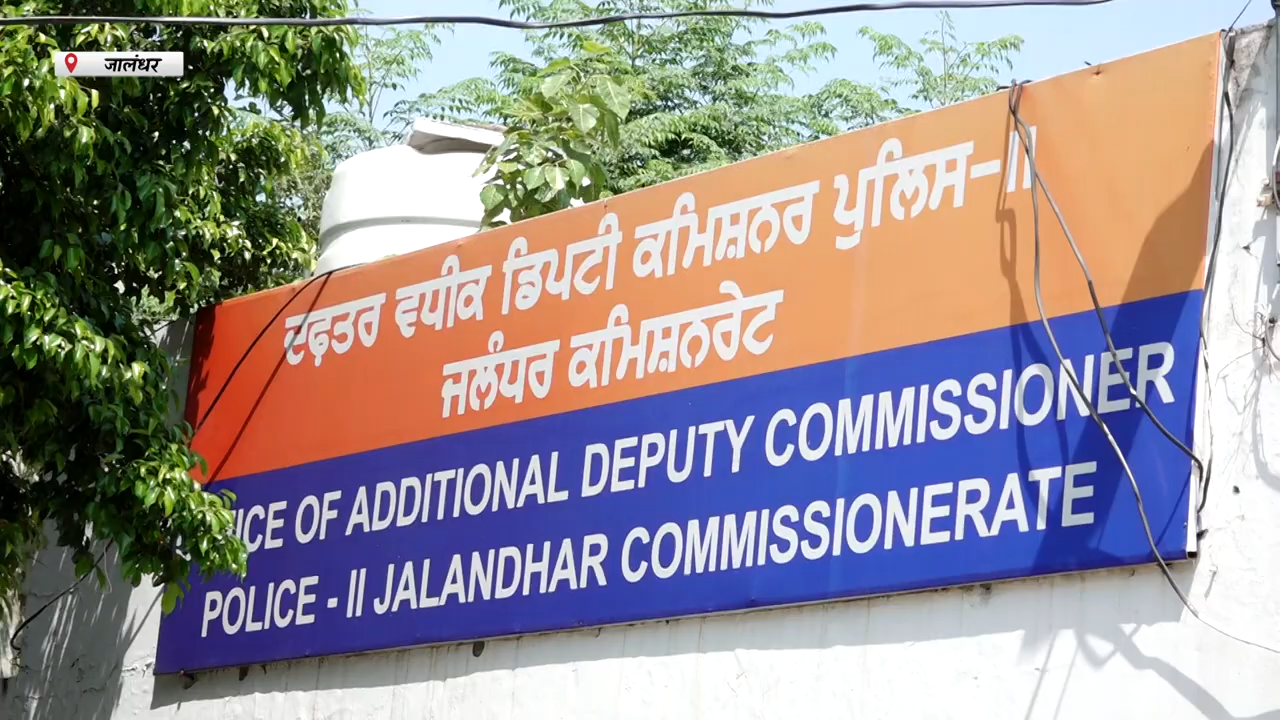 जालंधर
ਦਫ਼ਤਰ ਵਧੀਕ ਡਿਪਟੀ ਕਮਿਸ਼ਨਰ ਪੁਲਿਸ-II
ਜਲੰਧਰ ਕਮਿਸ਼ਨਰੇਟ
OF ADDITIONAL DEPUTY COMMISSIONER
POLICE - II JALANDHAR COMMISSIONERATE